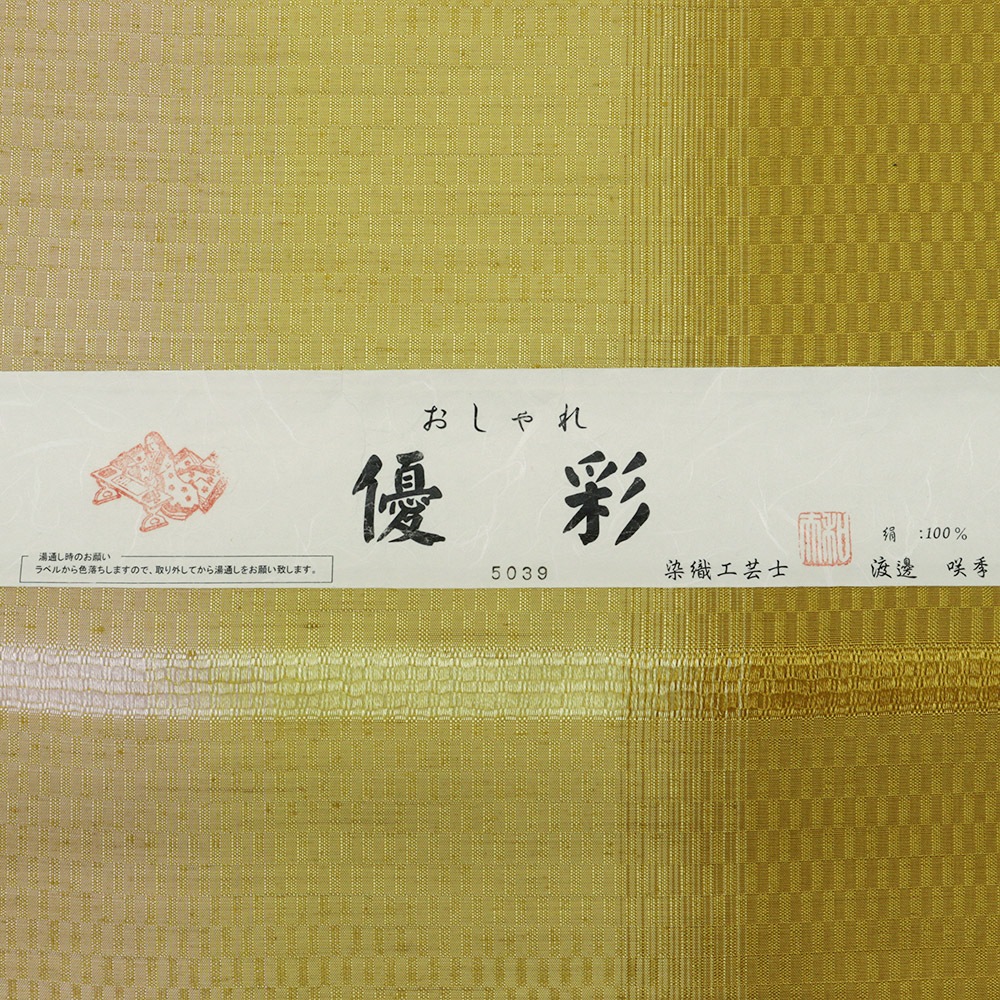 おしゃれ
優彩
湯通し時のお願い
ラベルから色落ちしますので、取り外してから湯通しをお願い致します。
5039
絹 :100%
染織工芸士 渡邊 咲季